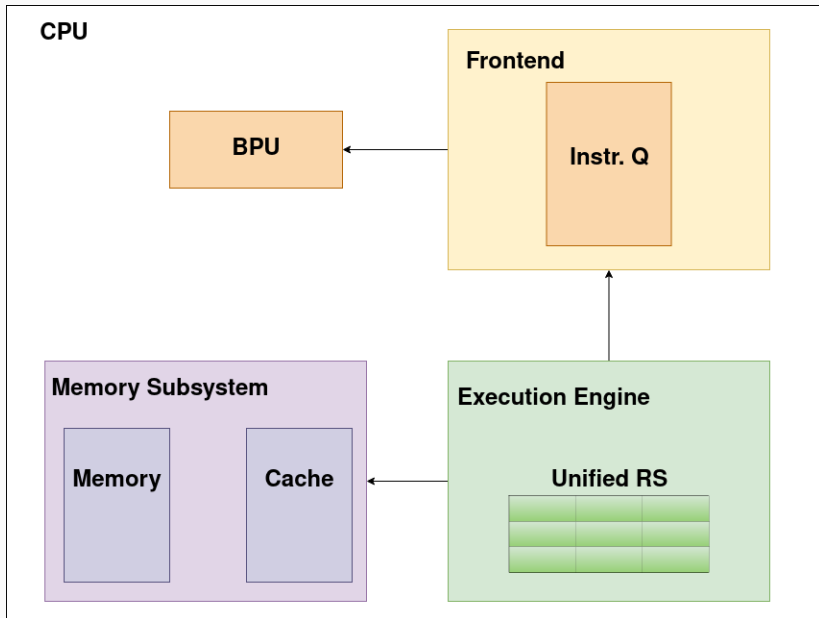 CPU
Frontend
BPU
Instr. Q
Memory Subsystem
Memory
Cache
Execution Engine
Unified RS